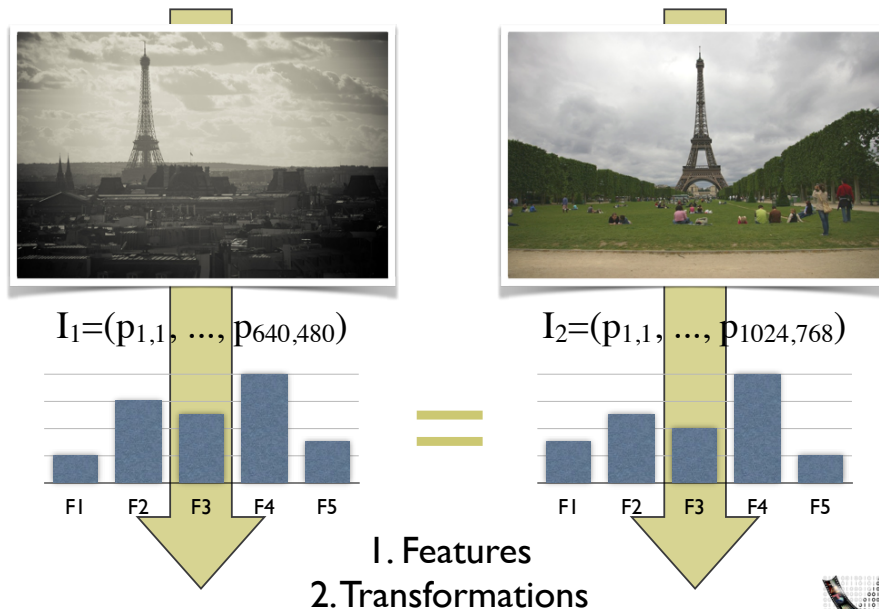 I₁=(p₁,₁, ..., p₆₄₀,₄₈₀)
I₂=(p₁,₁, ..., p₁₀₂₄,₇₆₈)
F1 F2 F3 F4 F5
=
F1 F2 F3 F4 F5
1. Features
2. Transformations